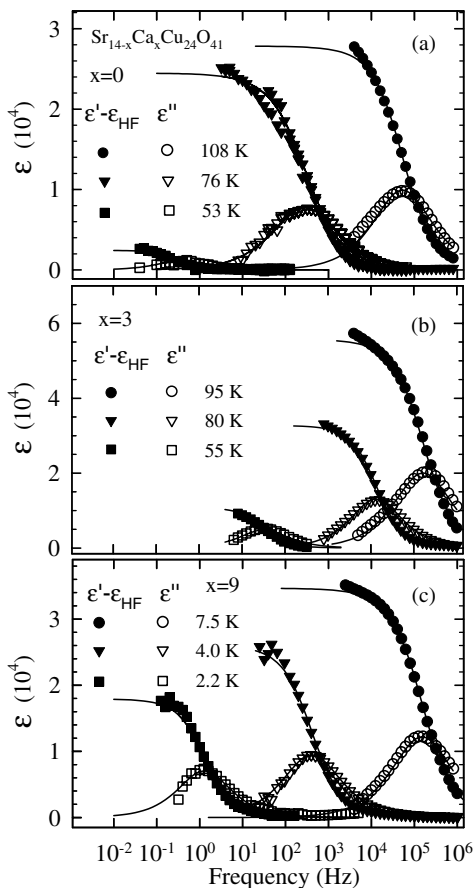 Sr14-xCaxCu24O41
(a)
x=0
ε'-εHF ε''
108 K
76 K
53 K
ε (10⁴)
3
2
1
0
(b)
x=3
ε'-εHF ε''
95 K
80 K
55 K
ε (10⁴)
6
4
2
0
x=9
(c)
ε'-εHF ε''
7.5 K
4.0 K
2.2 K
ε (10⁴)
3
2
1
0
10⁻² 10⁻¹ 10⁰ 10¹ 10² 10³ 10⁴ 10⁵ 10⁶
Frequency (Hz)